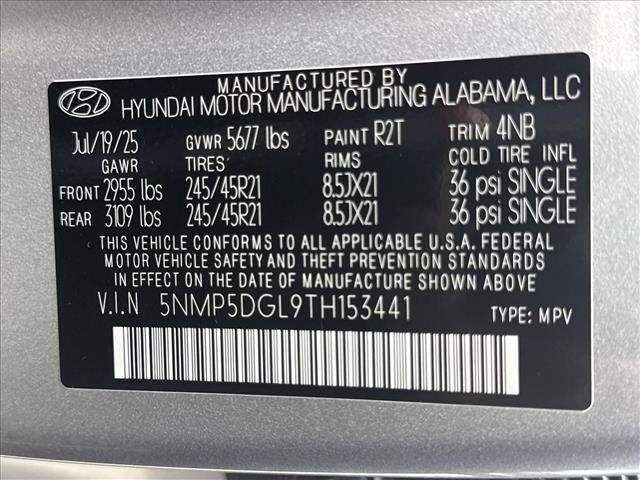 MANUFACTURED BY
HYUNDAI MOTOR MANUFACTURING ALABAMA, LLC
Jul/19/25 GVWR 5677 lbs PAINT R2T TRIM 4NB
GAWR TIRES RIMS COLD TIRE INFL
FRONT 2955 lbs 245/45R21 8.5JX21 36 psi SINGLE
REAR 3109 lbs 245/45R21 8.5JX21 36 psi SINGLE
THIS VEHICLE CONFORMS TO ALL APPLICABLE U.S.A. FEDERAL
MOTOR VEHICLE SAFETY AND THEFT PREVENTION STANDARDS
IN EFFECT ON THE DATE OF MANUFACTURE SHOWN ABOVE.
V.I.N 5NMP5DGL9TH153441 TYPE: MPV